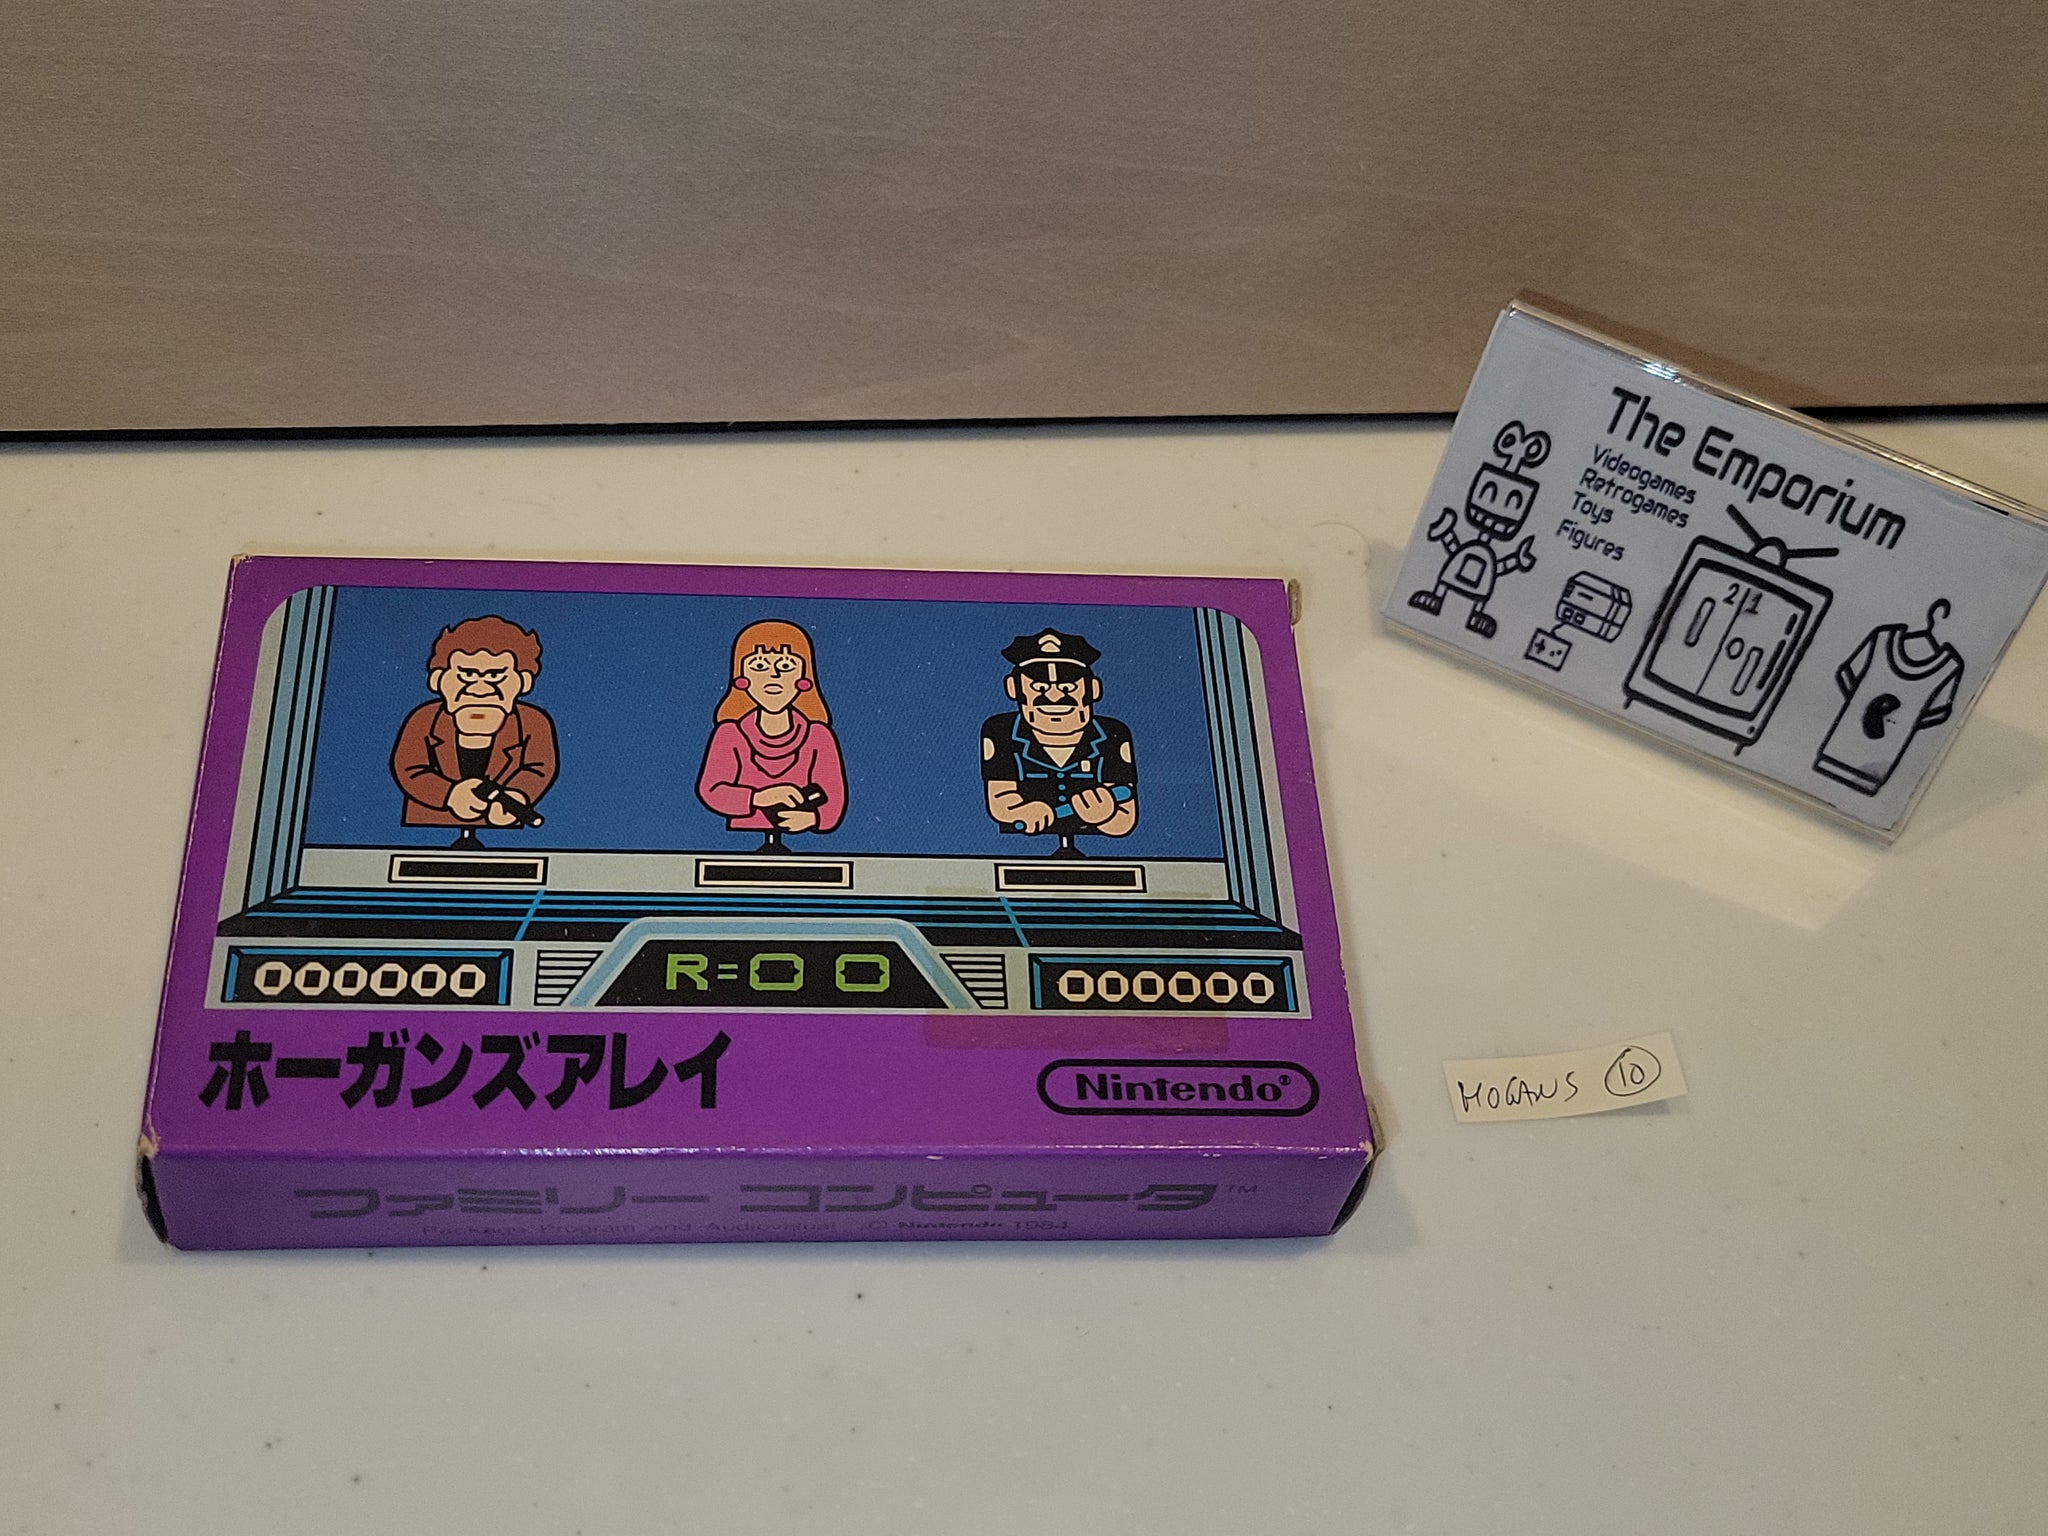 The Emporium
Videogames
Retrogames
Toys
Figures
2 1
000000
R=0 0
000000
ホーガンズアレイ
Nintendo®
HOGANS 10
ファミリー コンピュータ™
Package, Program and Audiovisual © Nintendo 1984